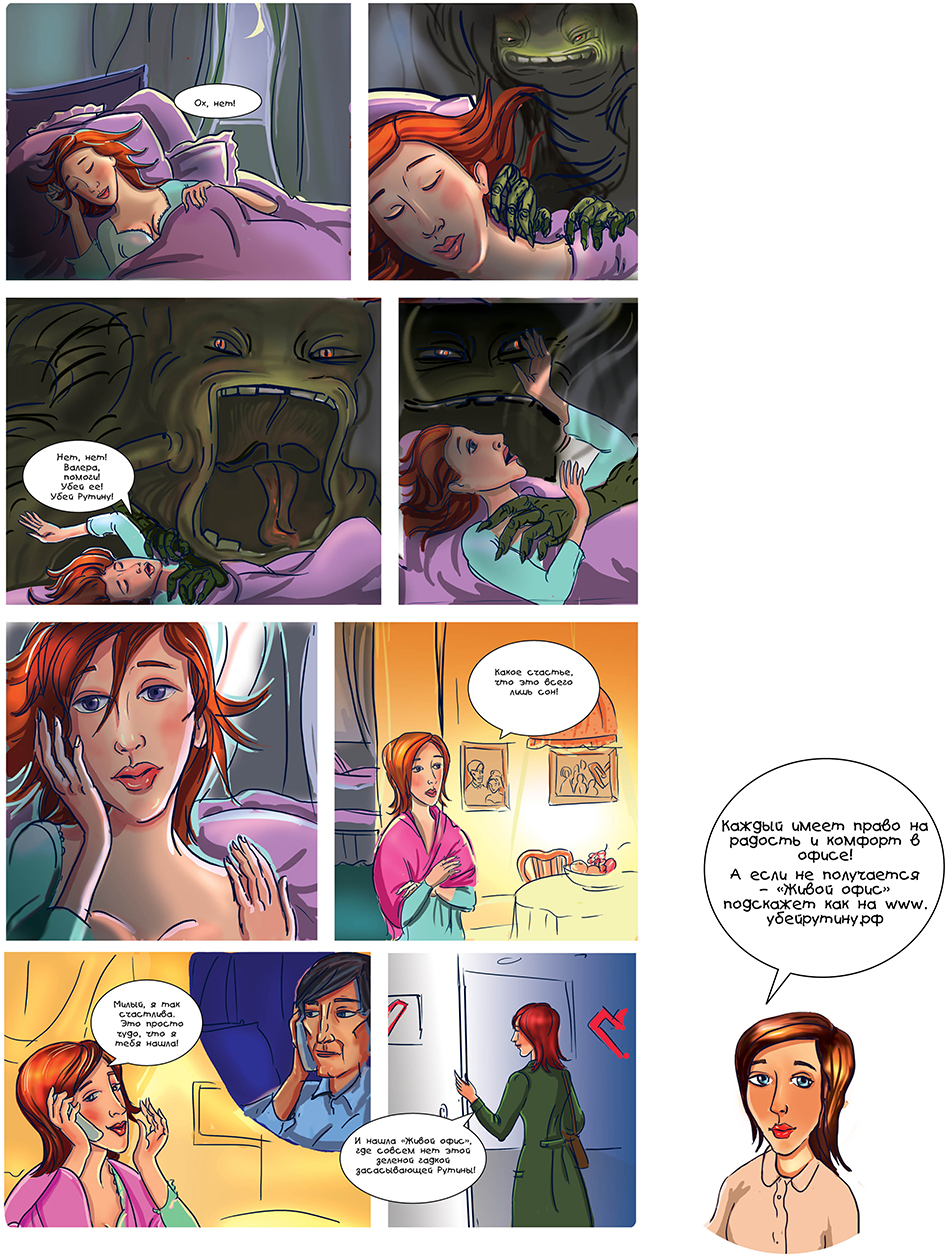 Ох, нет!
Нет, нет!
Валера,
помоги!
Убей ее!
Убей Рутину!
Какое счастье,
что это всего
лишь сон!
Милый, я так
счастлива.
Это просто
чудо, что я
тебя нашла!
И нашла «Живой офис»,
где совсем нет этой
зеленой гадкой
засасывающей Рутины!
Каждый имеет право на
радость и комфорт в
офисе!
А если не получается
– «Живой офис»
подскажет как на www.
убейрутину.рф